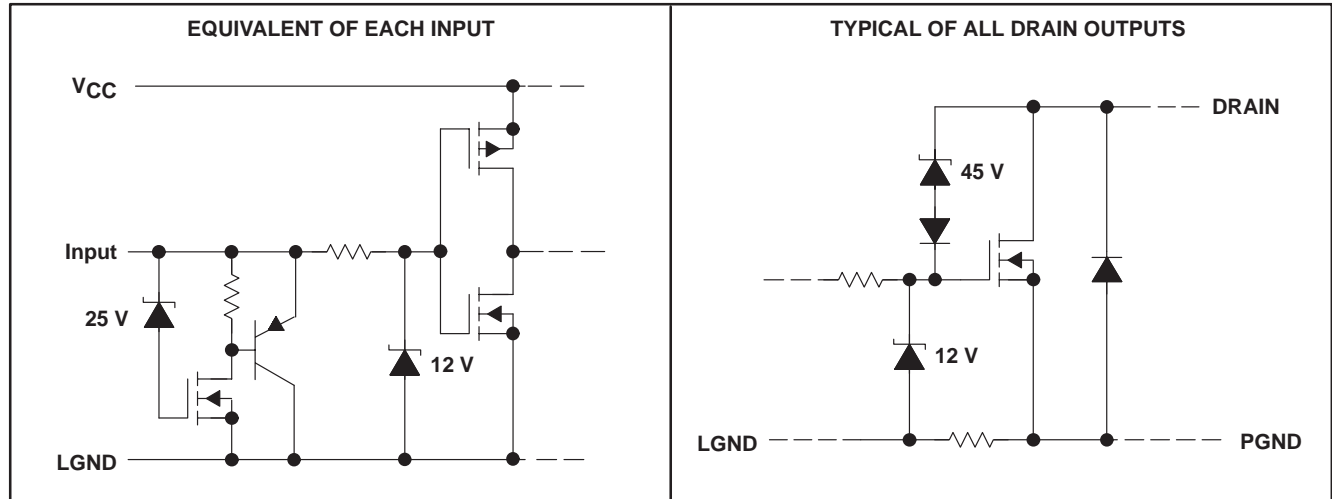 EQUIVALENT OF EACH INPUT
VCC
Input
25 V
12 V
LGND
TYPICAL OF ALL DRAIN OUTPUTS
DRAIN
45 V
12 V
LGND
PGND